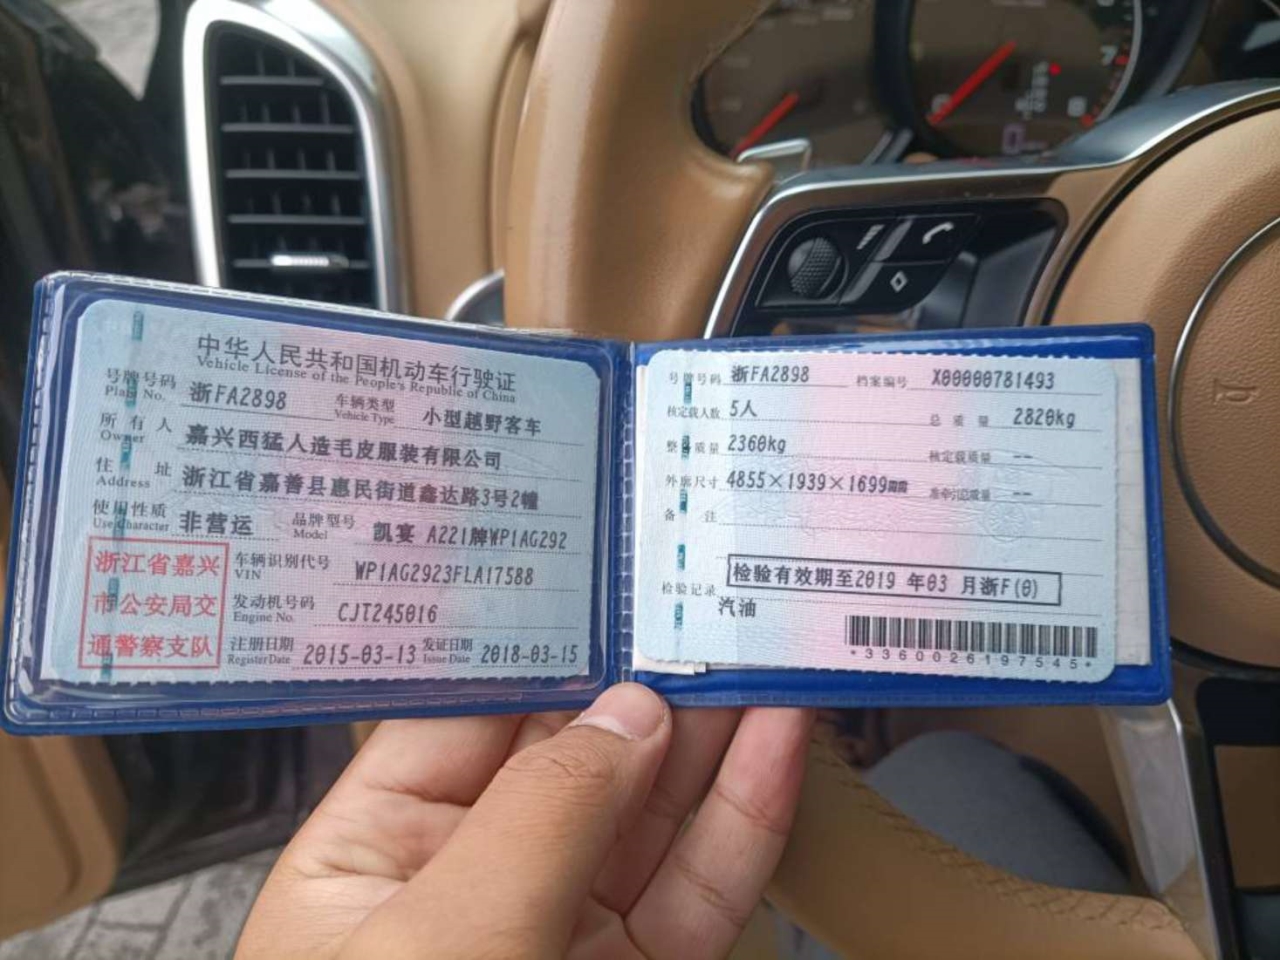 中华人民共和国机动车行驶证
Vehicle License of the People's Republic of China
号牌号码 浙FA2898 车辆类型 小型越野客车
Plate No. Vehicle Type
所有人 嘉兴西猛人造毛皮服装有限公司
Owner
住址 浙江省嘉善县惠民街道鑫达路3号2幢
Address
使用性质 非营运 品牌型号 凯宴 A221牌WP1AG292
Use Character Model
浙江省嘉兴
市公安局交
通警察支队
车辆识别代号 WP1AG2923FLA17588
VIN
发动机号码 CJT245016
Engine No.
注册日期 2015-03-13 发证日期 2018-03-15
Register Date Issue Date
号牌号码 浙FA2898 档案编号 X00000781493
核定载人数 5人 总质量 2820kg
整备质量 2360kg 核定载质量 --
外廓尺寸 4855×1939×1699mm 准牵引总质量 --
备注
检验有效期至2019 年03 月浙F(0)
检验记录
汽油
*3360026197545*
7
8
0